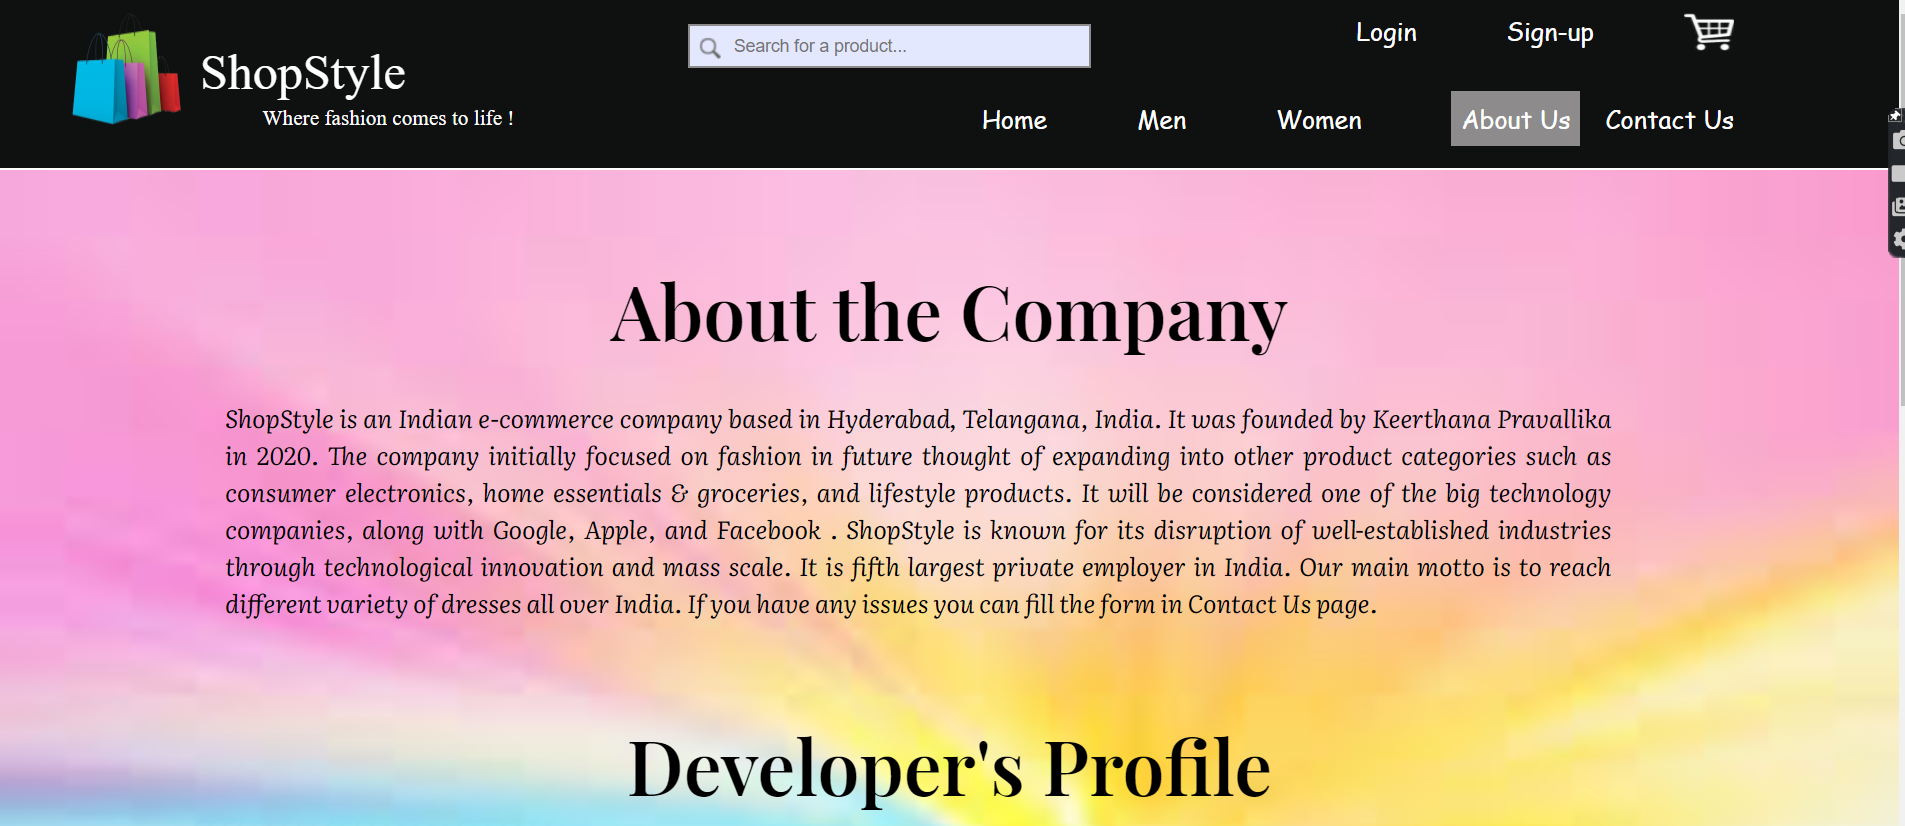 ShopStyle
Where fashion comes to life !
Search for a product...
Login
Sign-up
Home
Men
Women
About Us
Contact Us
About the Company
ShopStyle is an Indian e-commerce company based in Hyderabad, Telangana, India. It was founded by Keerthana Pravallika
in 2020. The company initially focused on fashion in future thought of expanding into other product categories such as
consumer electronics, home essentials & groceries, and lifestyle products. It will be considered one of the big technology
companies, along with Google, Apple, and Facebook . ShopStyle is known for its disruption of well-established industries
through technological innovation and mass scale. It is fifth largest private employer in India. Our main motto is to reach
different variety of dresses all over India. If you have any issues you can fill the form in Contact Us page.
Developer's Profile